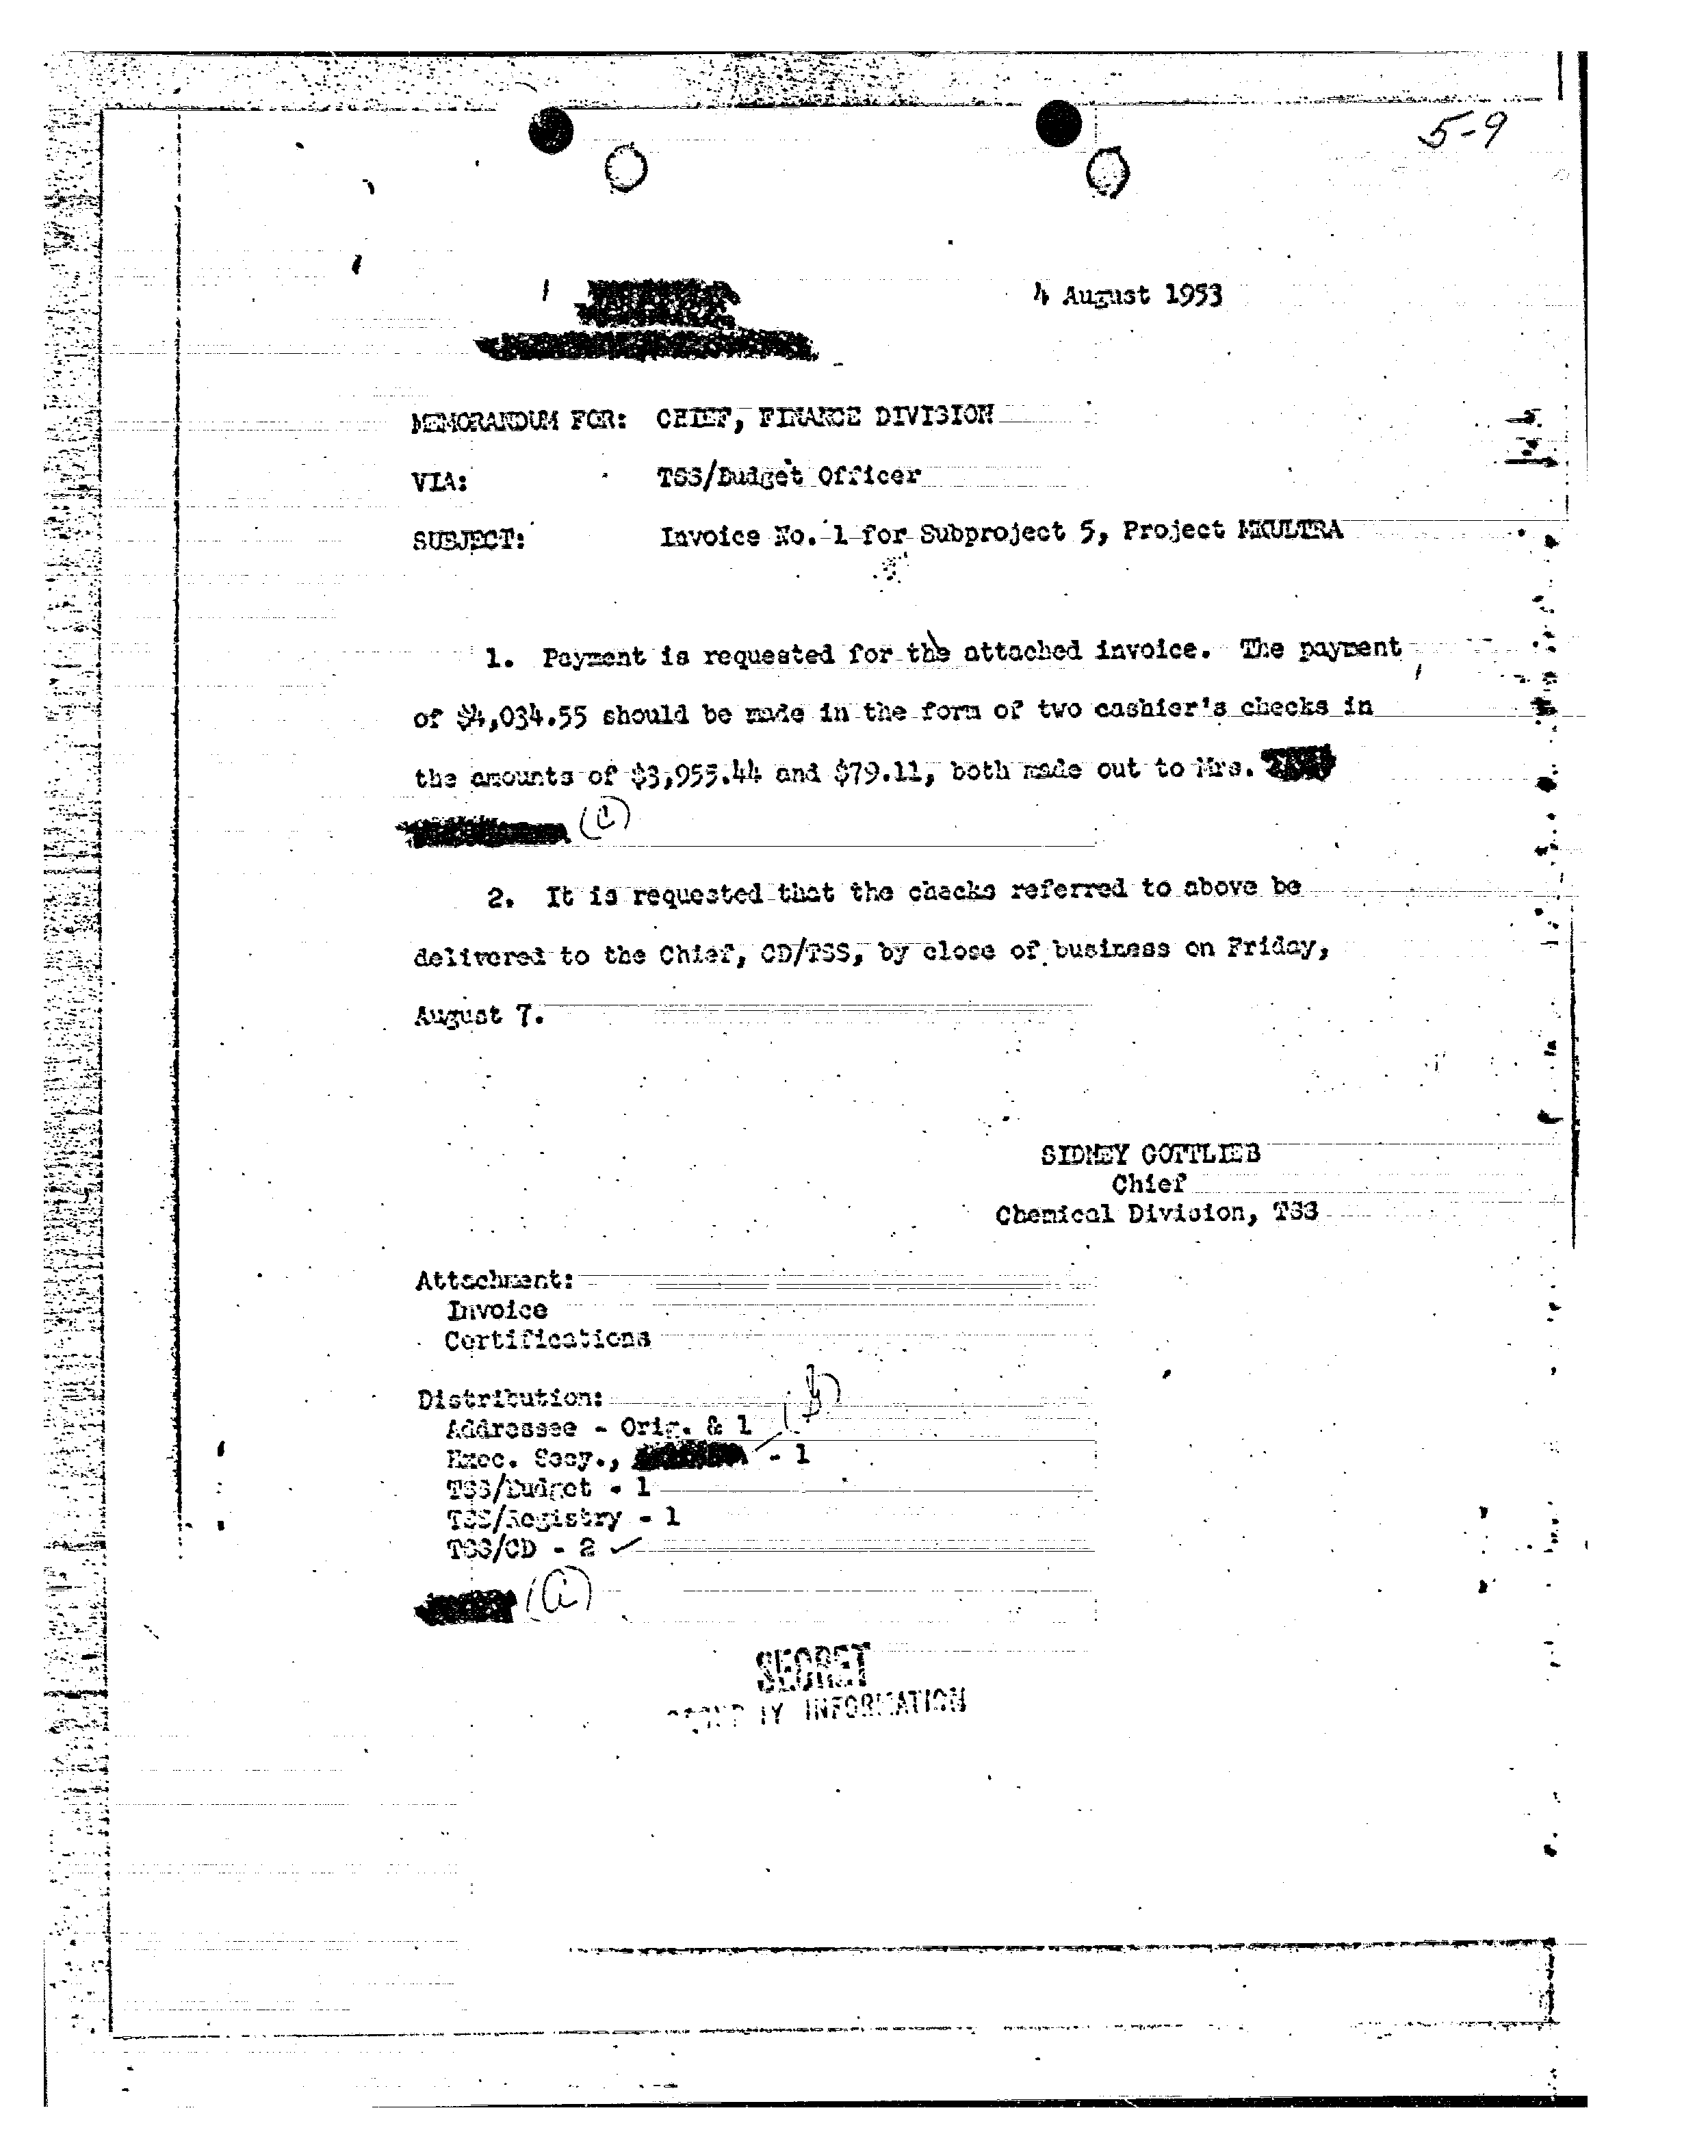 5-9
4 August 1953
MEMORANDUM FOR: CHIEF, FINANCE DIVISION
VIA: TSS/Budget Officer
SUBJECT: Invoice No. 1 for Subproject 5, Project MKULTRA
1. Payment is requested for the attached invoice. The payment
of $4,034.55 should be made in the form of two cashier's checks in
the amounts of $3,955.44 and $79.11, both made out to Mrs.
2. It is requested that the checks referred to above be
delivered to the Chief, CD/TSS, by close of business on Friday,
August 7.
SIDNEY GOTTLIEB
Chief
Chemical Division, TSS
Attachment:
Invoice
Certifications
Distribution:
Addressee - Orig. & 1
Exec. Secy., - 1
TSS/Budget - 1
TSS/Registry - 1
TSS/CD - 2
SECRET
INFORMATION